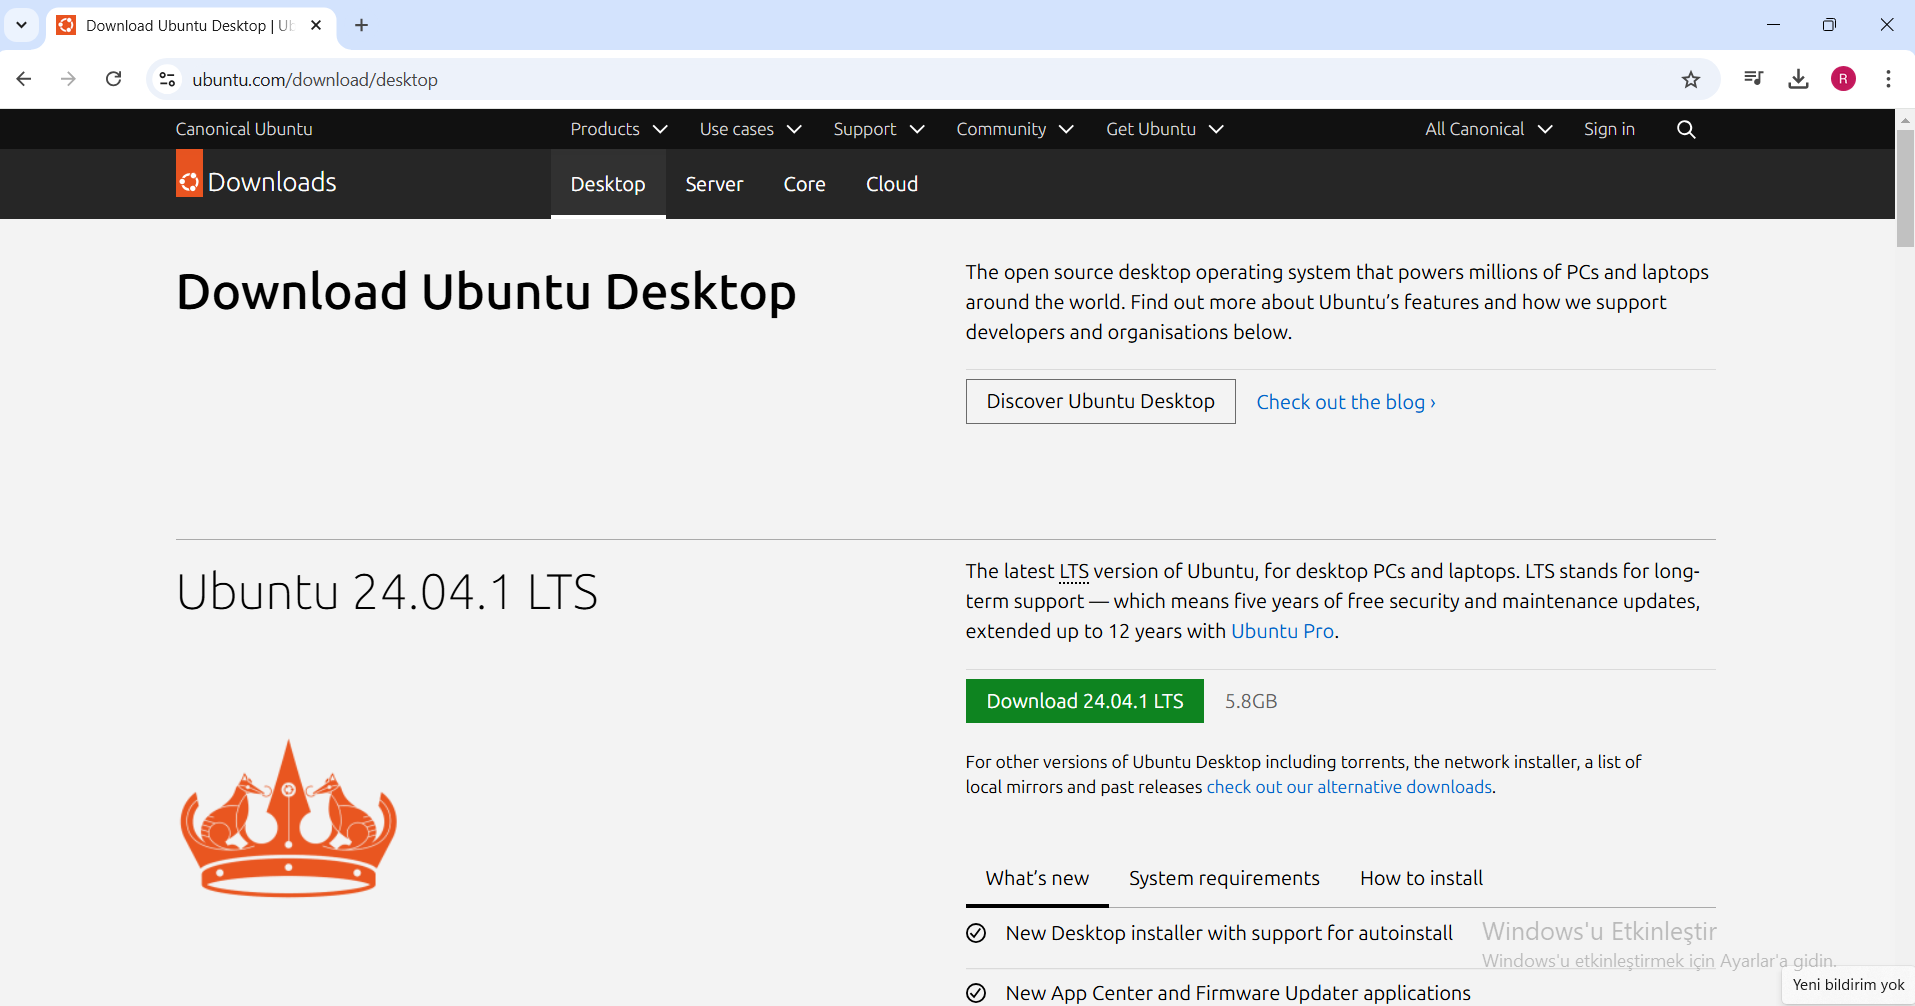 Download Ubuntu Desktop | Ub
ubuntu.com/download/desktop
R
Canonical Ubuntu
Products
Use cases
Support
Community
Get Ubuntu
All Canonical
Sign in
Downloads
Desktop
Server
Core
Cloud
Download Ubuntu Desktop
The open source desktop operating system that powers millions of PCs and laptops
around the world. Find out more about Ubuntu’s features and how we support
developers and organisations below.
Discover Ubuntu Desktop
Check out the blog ›
Ubuntu 24.04.1 LTS
The latest LTS version of Ubuntu, for desktop PCs and laptops. LTS stands for long-
term support — which means five years of free security and maintenance updates,
extended up to 12 years with Ubuntu Pro.
Download 24.04.1 LTS
5.8GB
For other versions of Ubuntu Desktop including torrents, the network installer, a list of
local mirrors and past releases check out our alternative downloads.
What’s new
System requirements
How to install
New Desktop installer with support for autoinstall
New App Center and Firmware Updater applications
Windows'u Etkinleştir
Windows'u etkinleştirmek için Ayarlar'a gidin.
Yeni bildirim yok